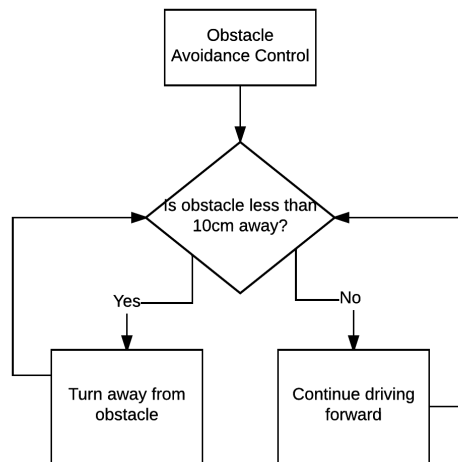 Obstacle
Avoidance Control
Is obstacle less than
10cm away?
Yes
No
Turn away from
obstacle
Continue driving
forward